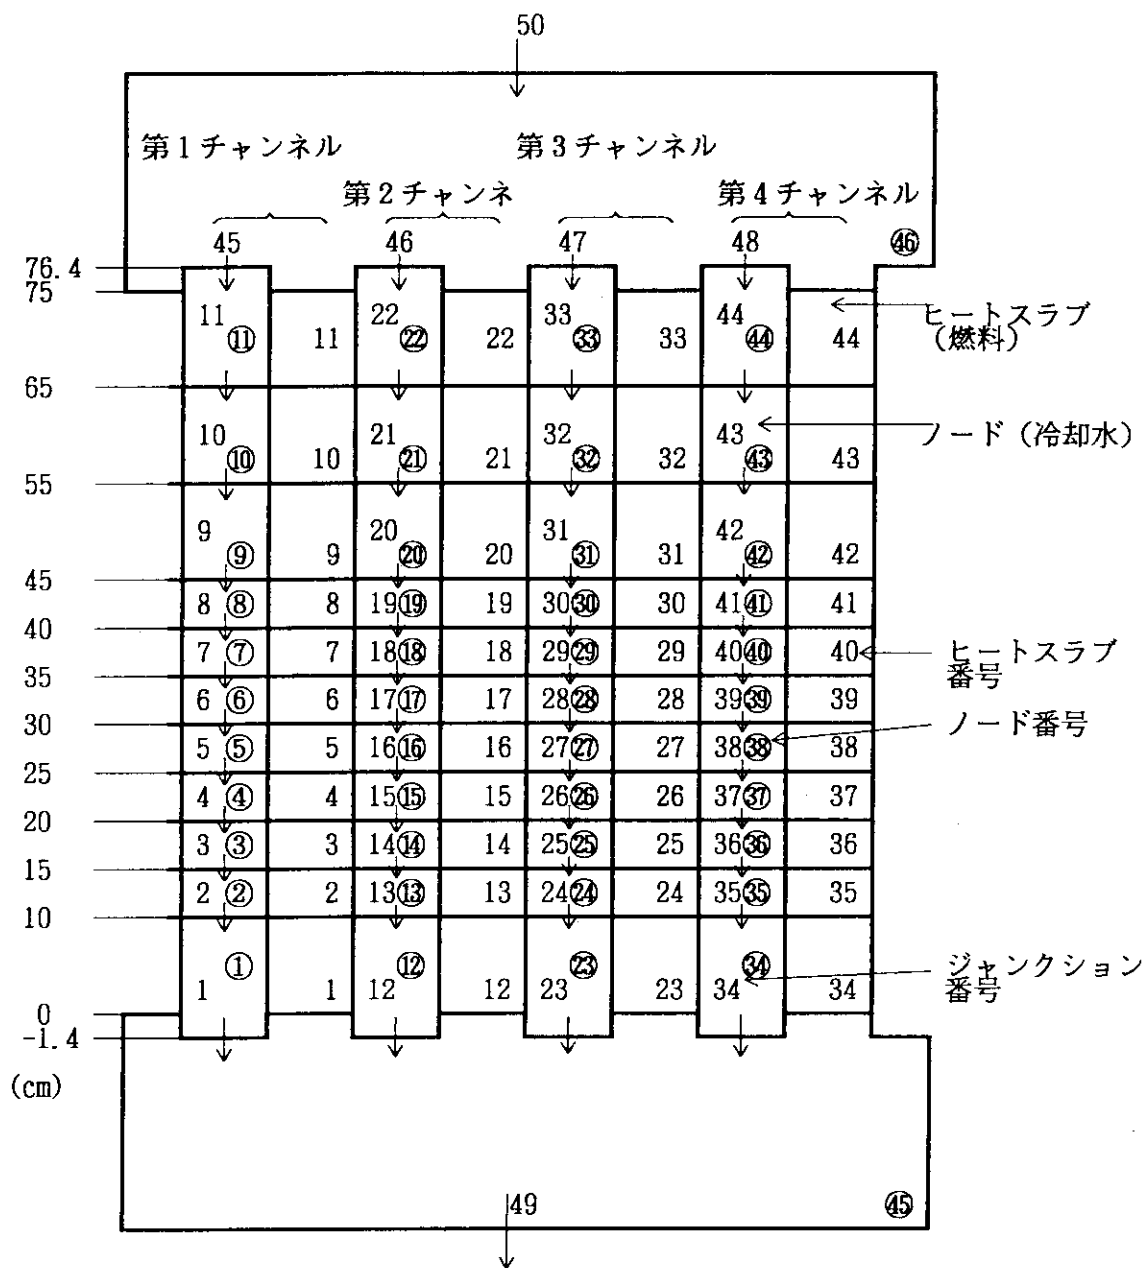 50
第1チャンネル 第3チャンネル
第2チャンネ 第4チャンネル
45 46 47 48 ㊻
76.4
75
11 ⑪ 11 22 ㉒ 22 33 ㉝ 33 44 ㊹ 44 ヒートスラブ
(燃料)
65
10 ⑩ 10 21 ㉑ 21 32 ㉜ 32 43 ㊸ 43 ノード(冷却水)
55
9 ⑨ 9 20 ⑳ 20 31 ㉛ 31 42 ㊷ 42
45
8 ⑧ 8 19 ⑲ 19 30 ㉚ 30 41 ㊶ 41
40
7 ⑦ 7 18 ⑱ 18 29 ㉙ 29 40 ㊵ 40 ヒートスラブ
番号
35
6 ⑥ 6 17 ⑰ 17 28 ㉘ 28 39 ㊴ 39
30
5 ⑤ 5 16 ⑯ 16 27 ㉗ 27 38 ㊳ 38 ノード番号
25
4 ④ 4 15 ⑮ 15 26 ㉖ 26 37 ㊲ 37
20
3 ③ 3 14 ⑭ 14 25 ㉕ 25 36 ㊱ 36
15
2 ② 2 13 ⑬ 13 24 ㉔ 24 35 ㉟ 35
10
① ⑫ ㉓ ㉞ ジャンクション
番号
1 1 12 12 23 23 34 34
0
-1.4
(cm)
49 ㊺